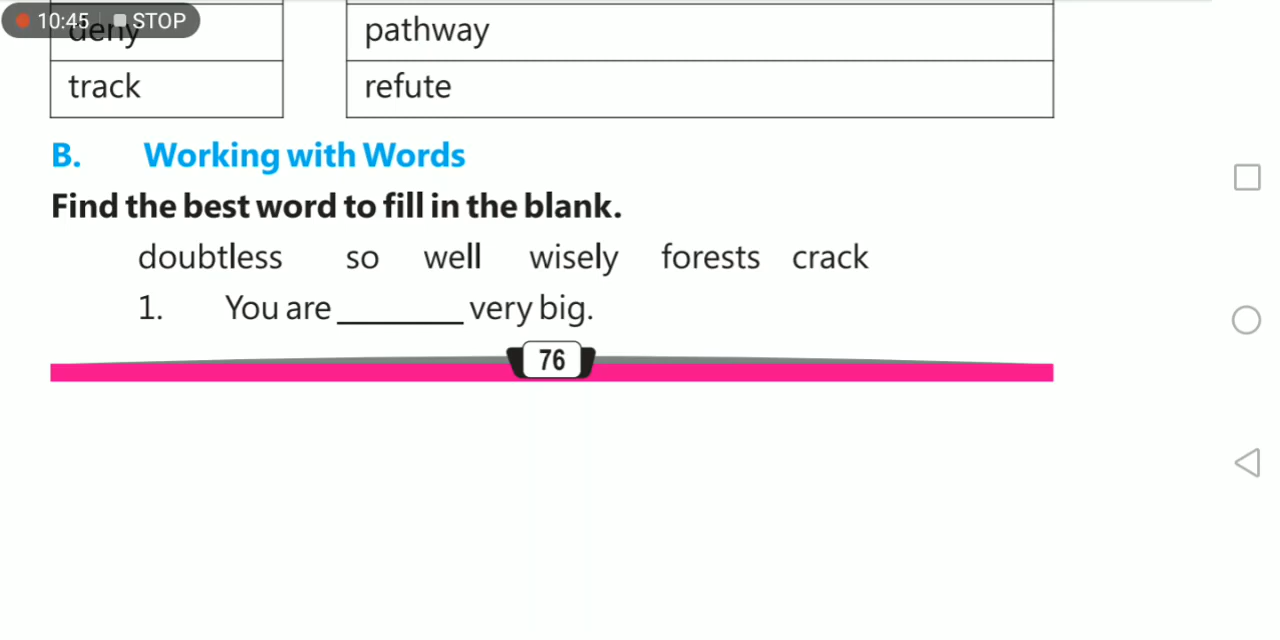 10:45 STOP
deny pathway
track refute
B. Working with Words
Find the best word to fill in the blank.
doubtless so well wisely forests crack
1. You are ________ very big.
76